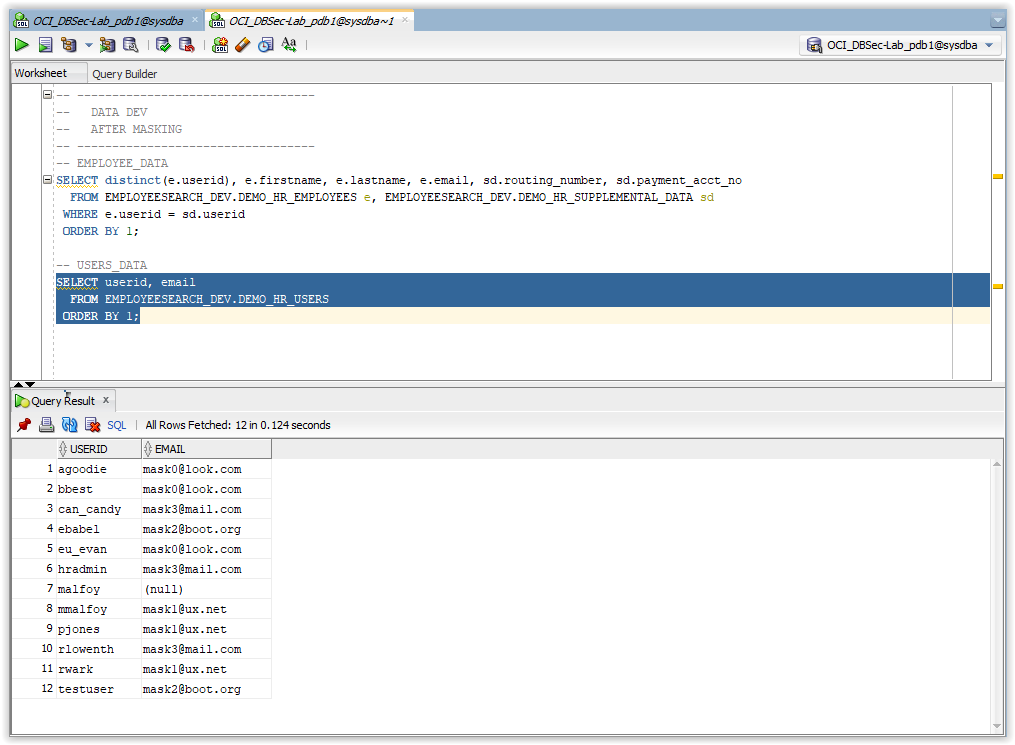 OCI_DBSec-Lab_pdb1@sysdba OCI_DBSec-Lab_pdb1@sysdba~1
OCI_DBSec-Lab_pdb1@sysdba
Worksheet Query Builder
-- ----------------------------------
-- DATA DEV
-- AFTER MASKING
-- ----------------------------------
-- EMPLOYEE_DATA
SELECT distinct(e.userid), e.firstname, e.lastname, e.email, sd.routing_number, sd.payment_acct_no
FROM EMPLOYEESEARCH_DEV.DEMO_HR_EMPLOYEES e, EMPLOYEESEARCH_DEV.DEMO_HR_SUPPLEMENTAL_DATA sd
WHERE e.userid = sd.userid
ORDER BY 1;
-- USERS_DATA
SELECT userid, email
FROM EMPLOYEESEARCH_DEV.DEMO_HR_USERS
ORDER BY 1;
Query Result x
SQL | All Rows Fetched: 12 in 0.124 seconds
USERID EMAIL
1 agoodie mask0@look.com
2 bbest mask0@look.com
3 can_candy mask3@mail.com
4 ebabel mask2@boot.org
5 eu_evan mask0@look.com
6 hradmin mask3@mail.com
7 malfoy (null)
8 mmalfoy mask1@ux.net
9 pjones mask1@ux.net
10 rlowenth mask3@mail.com
11 rwark mask1@ux.net
12 testuser mask2@boot.org